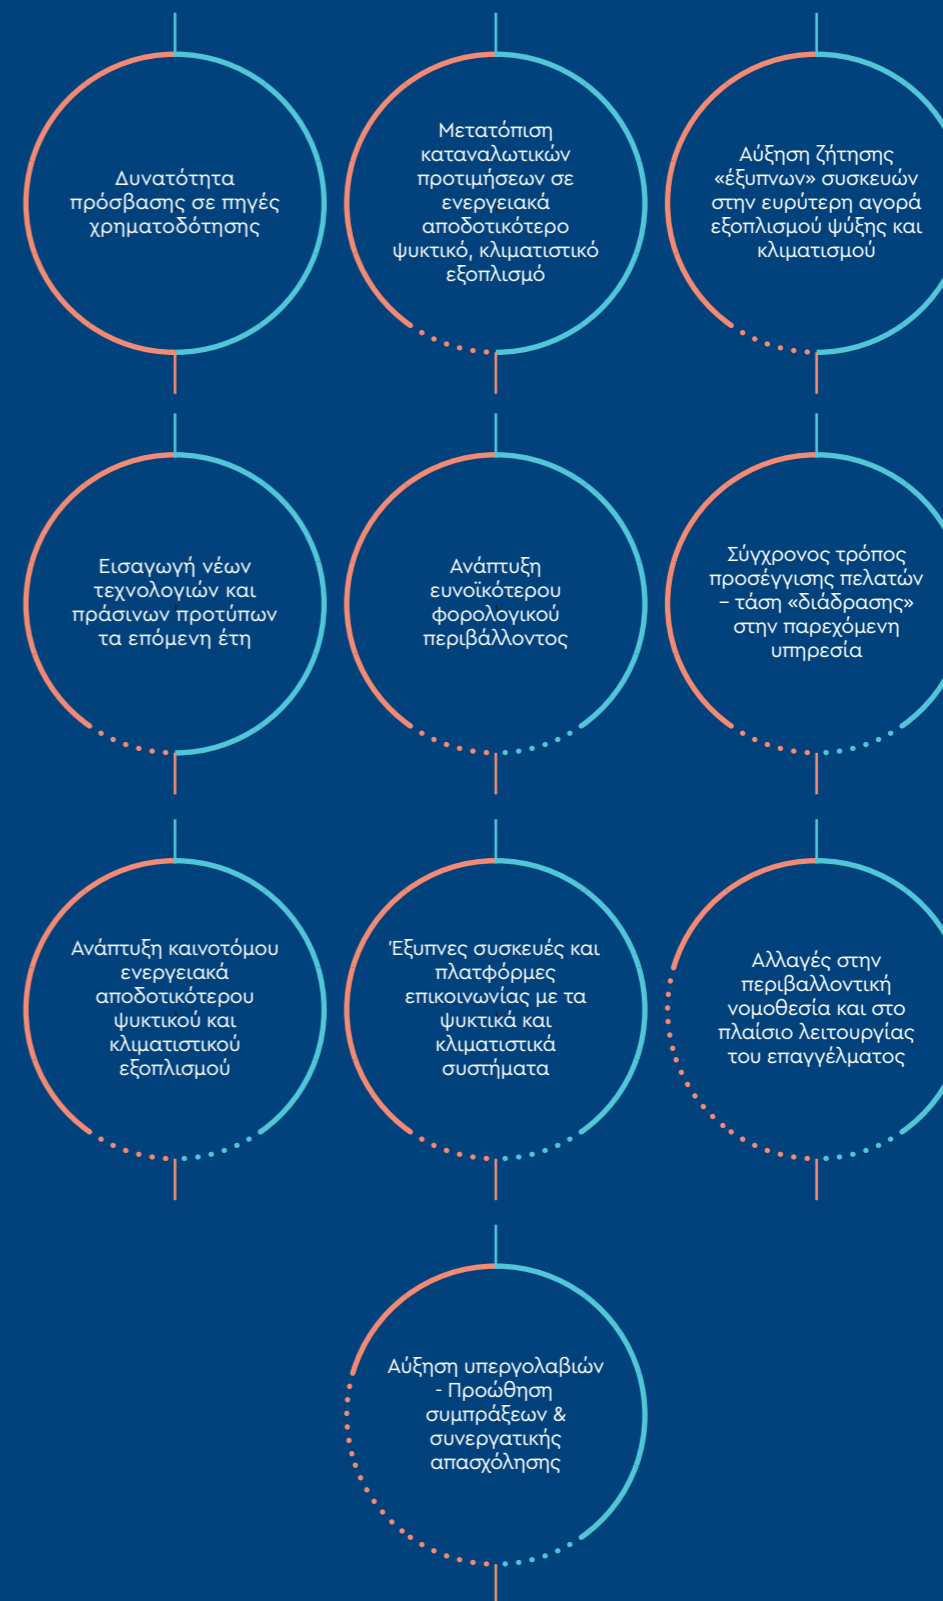 Δυνατότητα
πρόσβασης σε πηγές
χρηματοδότησης
Μετατόπιση
καταναλωτικών
προτιμήσεων σε
ενεργειακά
αποδοτικότερο
ψυκτικό, κλιματιστικό
εξοπλισμό
Αύξηση ζήτησης
«έξυπνων» συσκευών
στην ευρύτερη αγορά
εξοπλισμού ψύξης και
κλιματισμού
Εισαγωγή νέων
τεχνολογιών και
πράσινων προτύπων
τα επόμενη έτη
Ανάπτυξη
ευνοϊκότερου
φορολογικού
περιβάλλοντος
Σύγχρονος τρόπος
προσέγγισης πελατών
– τάση «διάδρασης»
στην παρεχόμενη
υπηρεσία
Ανάπτυξη καινοτόμου
ενεργειακά
αποδοτικότερου
ψυκτικού και
κλιματιστικού
εξοπλισμού
Έξυπνες συσκευές και
πλατφόρμες
επικοινωνίας με τα
ψυκτικά και
κλιματιστικά
συστήματα
Αλλαγές στην
περιβαλλοντική
νομοθεσία και στο
πλαίσιο λειτουργίας
του επαγγέλματος
Αύξηση υπεργολαβιών
- Προώθηση
συμπράξεων &
συνεργατικής
απασχόλησης